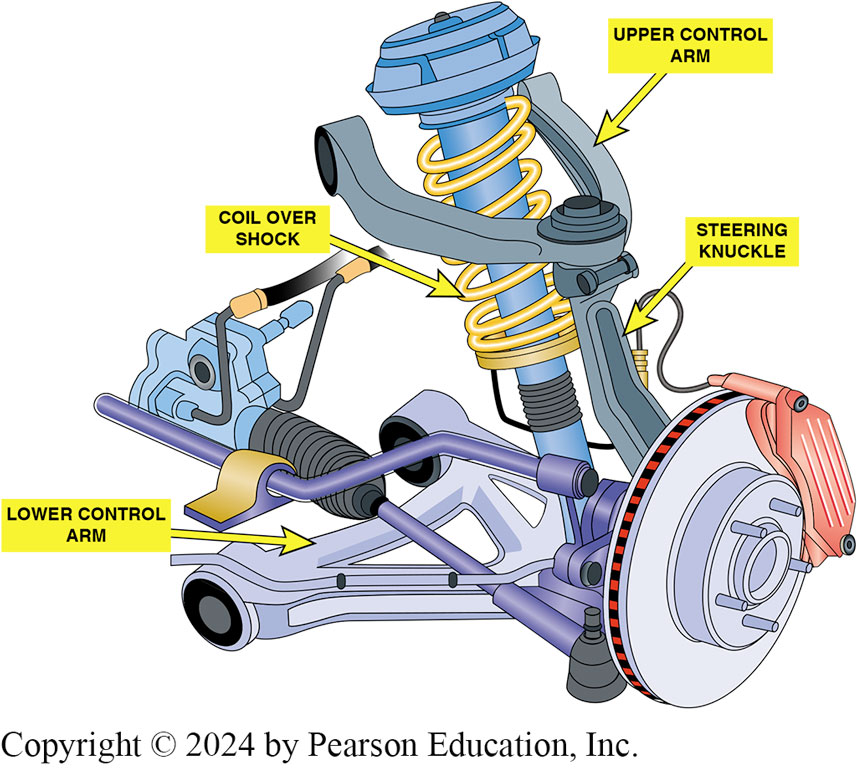 UPPER CONTROL
ARM
COIL OVER
SHOCK
STEERING
KNUCKLE
LOWER CONTROL
ARM
Copyright © 2024 by Pearson Education, Inc.